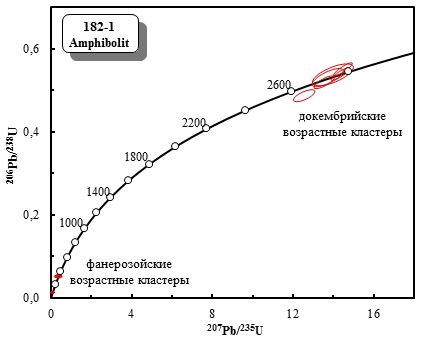 182-1
Amphibolit
0,6
0,4
0,2
0,0
206Pb/238U
2600
2200
1800
1400
1000
докембрийские
возрастные кластеры
фанерозойские
возрастные кластеры
0
4
8
12
16
207Pb/235U